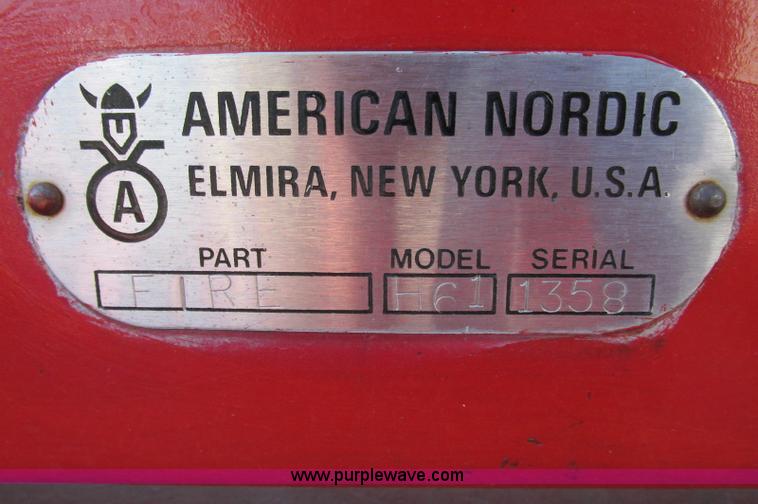 AMERICAN NORDIC
ELMIRA, NEW YORK, U.S.A.
A
PART MODEL SERIAL
FIRE H61 1358
www.purplewave.com